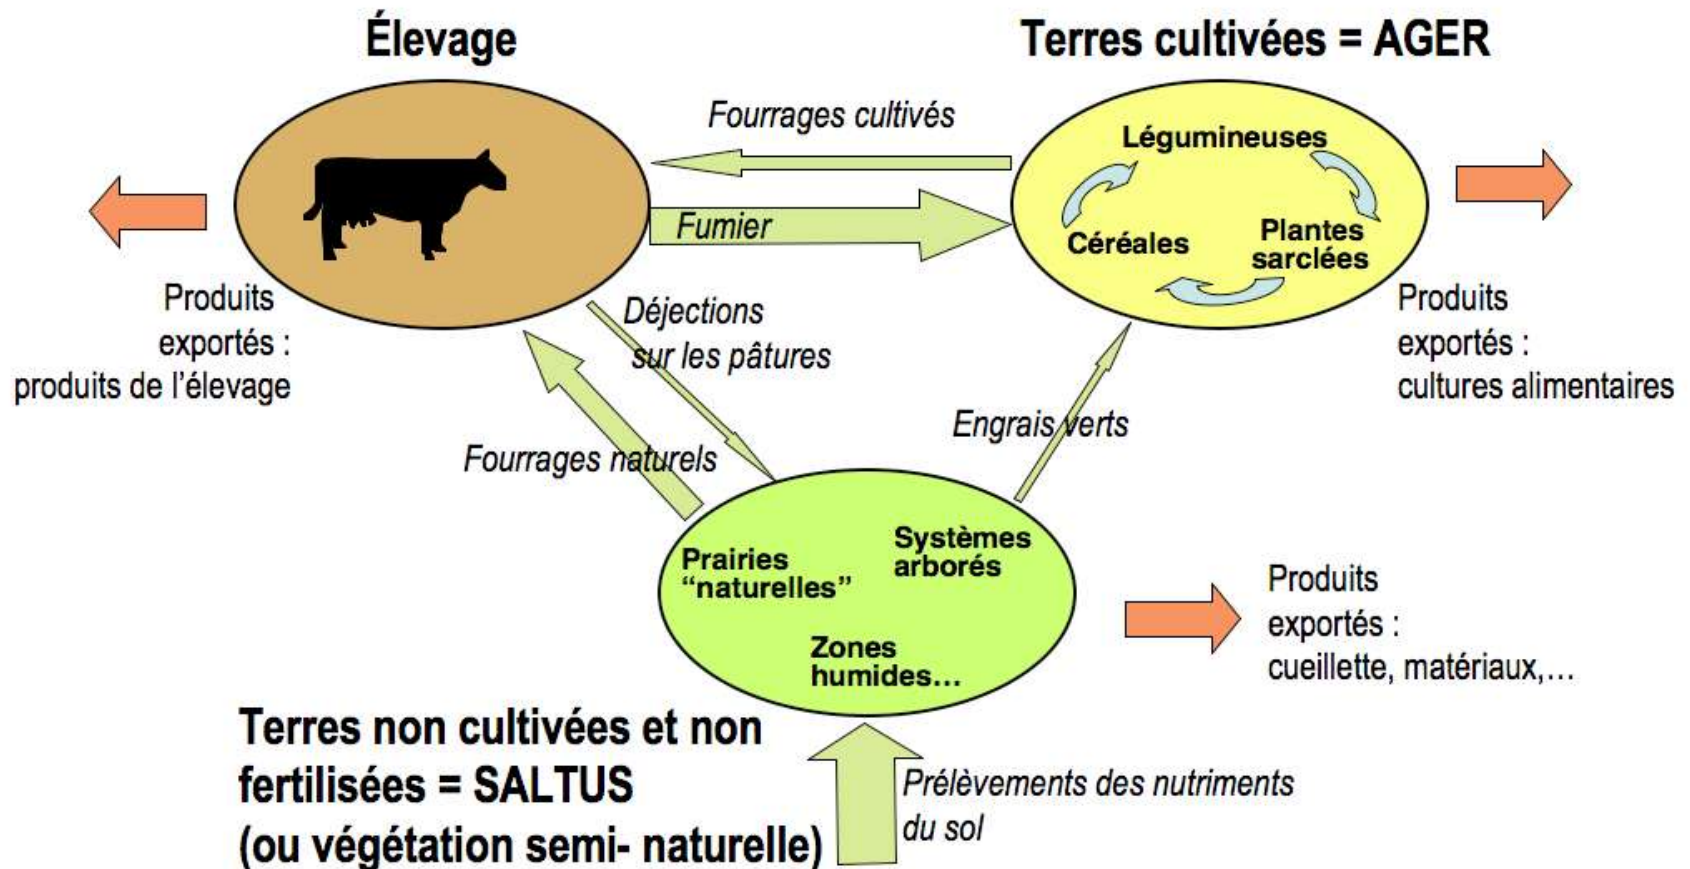 Élevage
Terres cultivées = AGER
Fourrages cultivés
Légumineuses
Fumier
Céréales
Plantes
sarclées
Produits
exportés :
produits de l'élevage
Déjections
sur les pâtures
Produits
exportés :
cultures alimentaires
Engrais verts
Fourrages naturels
Systèmes
arborés
Prairies
“naturelles”
Zones
humides...
Produits
exportés :
cueillette, matériaux,...
Terres non cultivées et non
fertilisées = SALTUS
(ou végétation semi- naturelle)
Prélèvements des nutriments
du sol